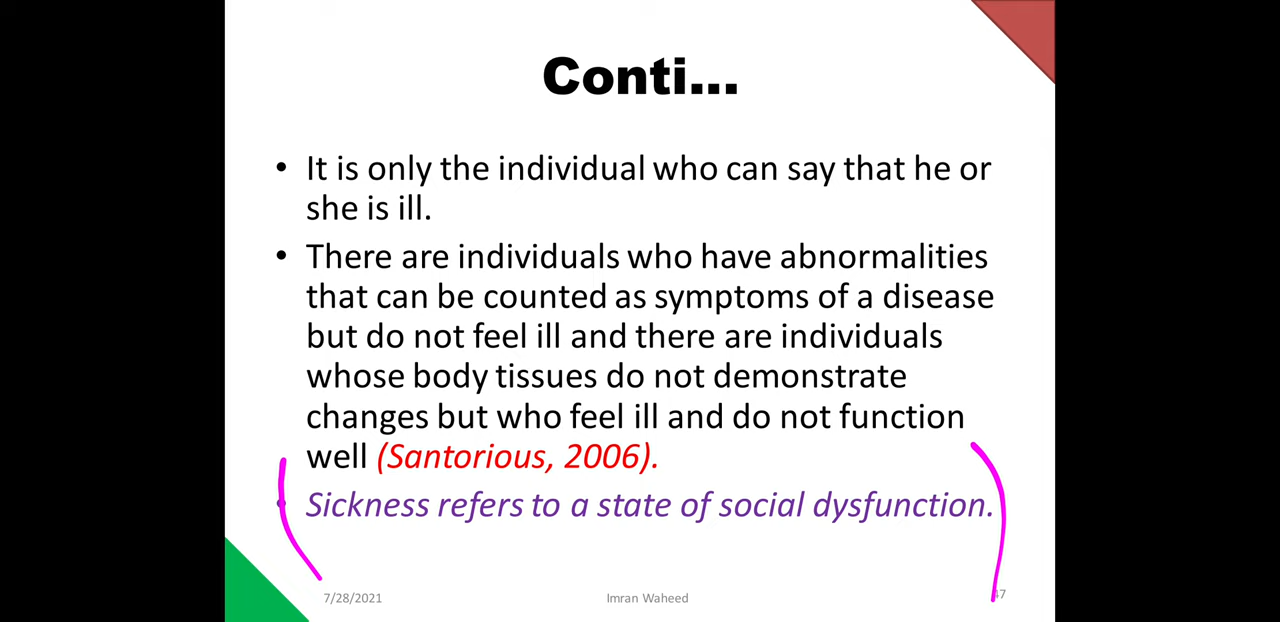 Conti...
• It is only the individual who can say that he or
she is ill.
• There are individuals who have abnormalities
that can be counted as symptoms of a disease
but do not feel ill and there are individuals
whose body tissues do not demonstrate
changes but who feel ill and do not function
well (Santorious, 2006).
• Sickness refers to a state of social dysfunction.
7/28/2021 Imran Waheed